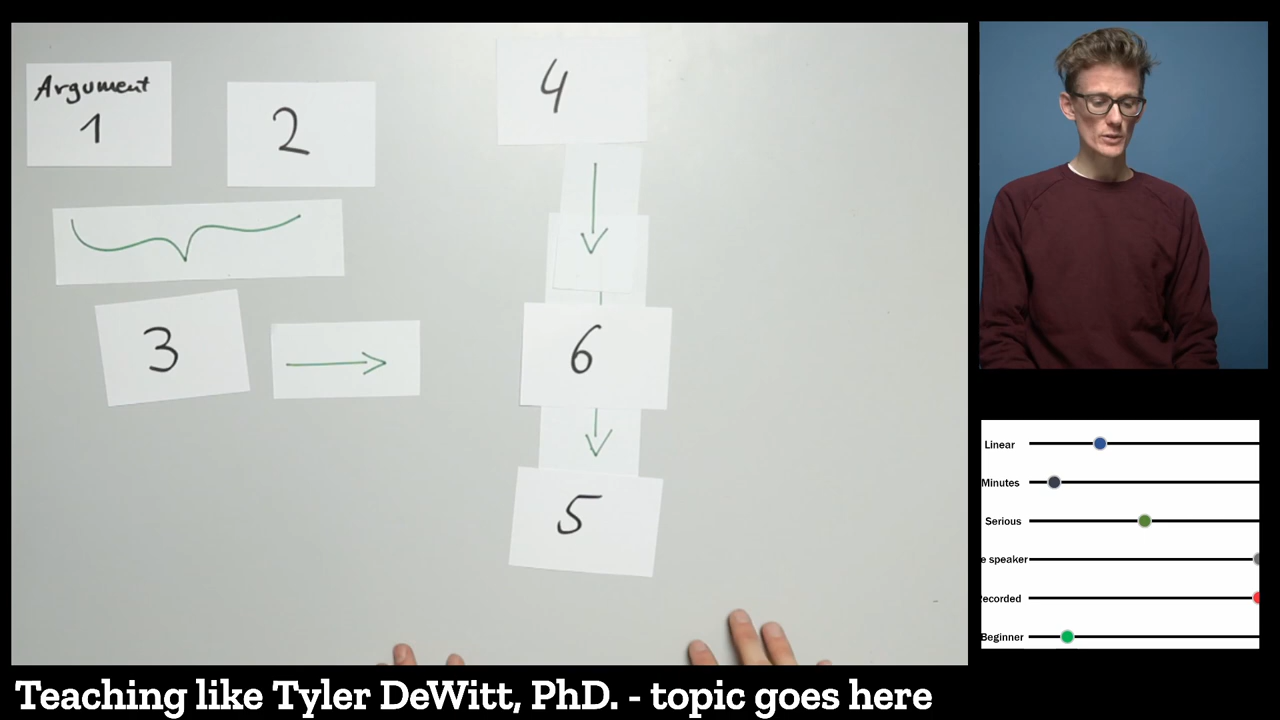 Argument
1
2
3
4
6
5
Linear
Minutes
Serious
e speaker
ecorded
Beginner
Teaching like Tyler DeWitt, PhD. - topic goes here